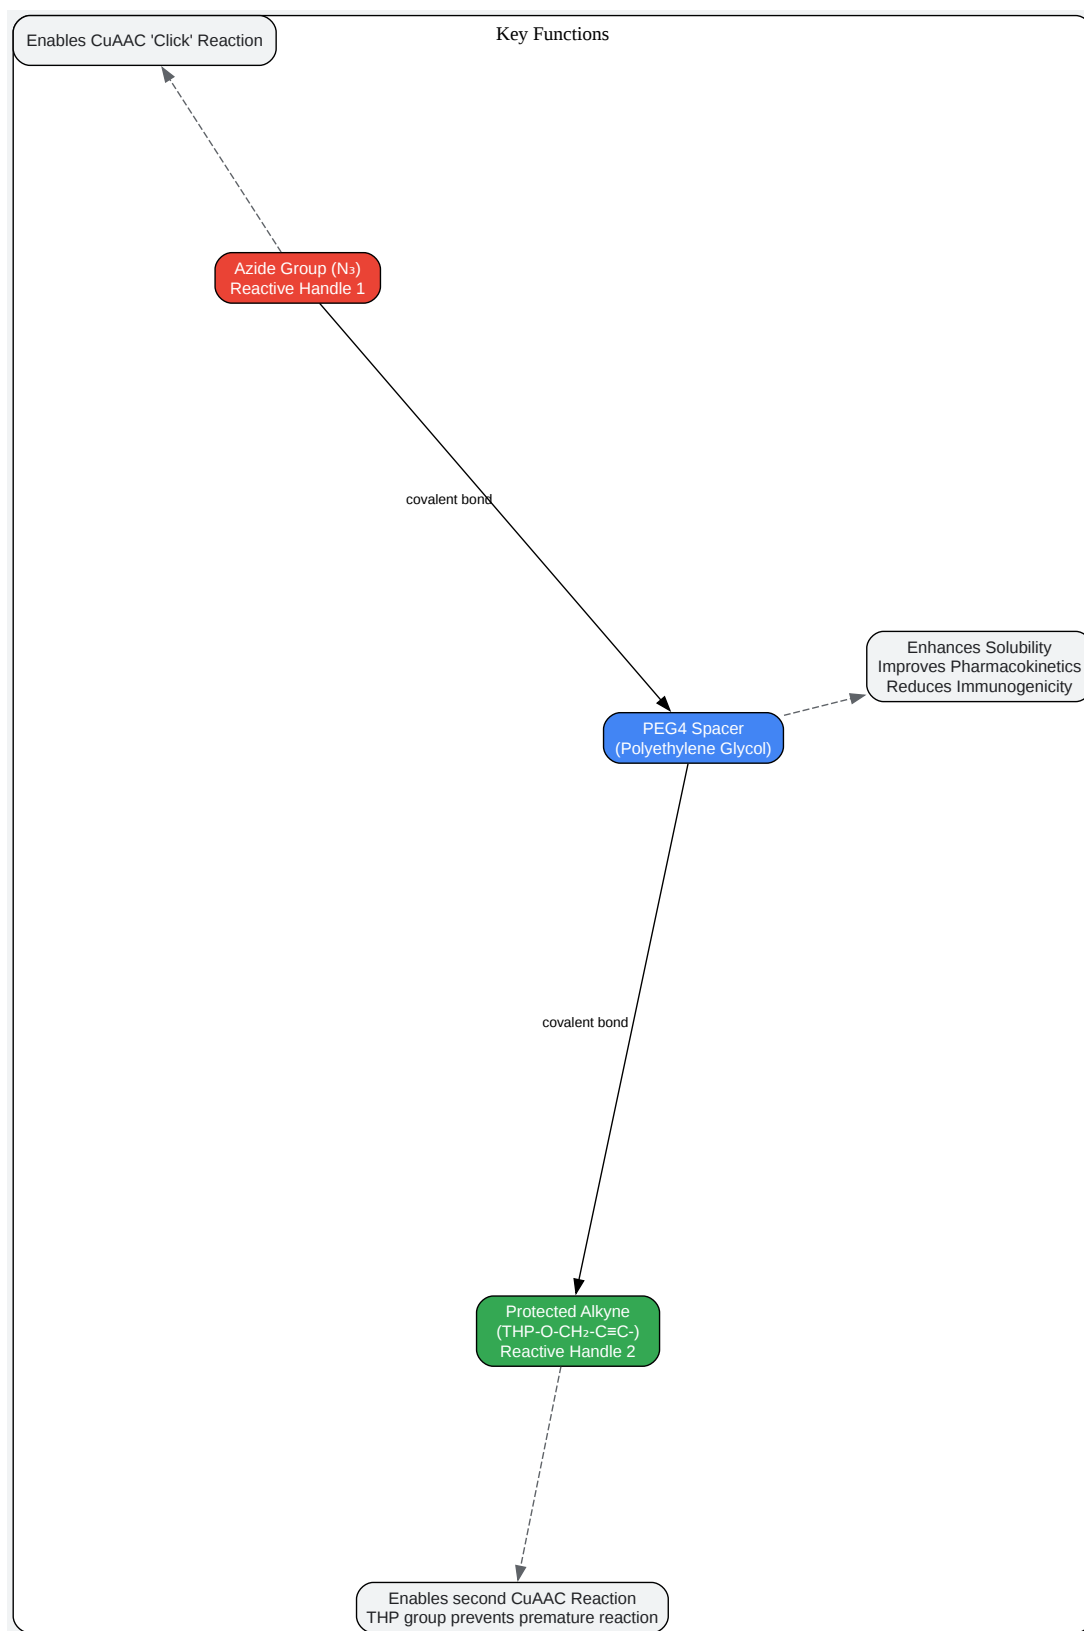 Enables CuAAC 'Click' Reaction
Key Functions
Azide Group (N₃)
Reactive Handle 1
covalent bond
Enhances Solubility
Improves Pharmacokinetics
Reduces Immunogenicity
PEG4 Spacer
(Polyethylene Glycol)
covalent bond
Protected Alkyne
(THP-O-CH₂-C≡C-)
Reactive Handle 2
Enables second CuAAC Reaction
THP group prevents premature reaction